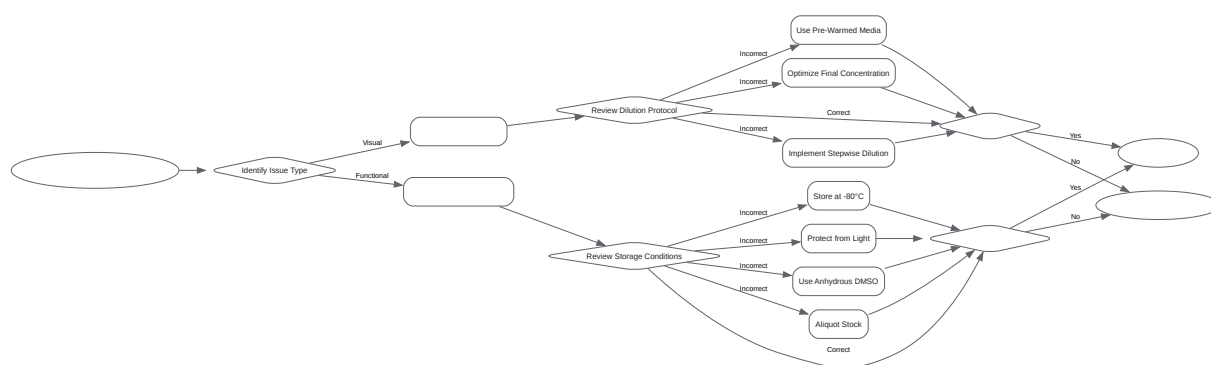 Identify Issue Type
Visual
Functional
Review Dilution Protocol
Incorrect
Incorrect
Correct
Incorrect
Use Pre-Warmed Media
Optimize Final Concentration
Implement Stepwise Dilution
Review Storage Conditions
Incorrect
Incorrect
Incorrect
Incorrect
Correct
Store at -80°C
Protect from Light
Use Anhydrous DMSO
Aliquot Stock
Yes
No
Yes
No